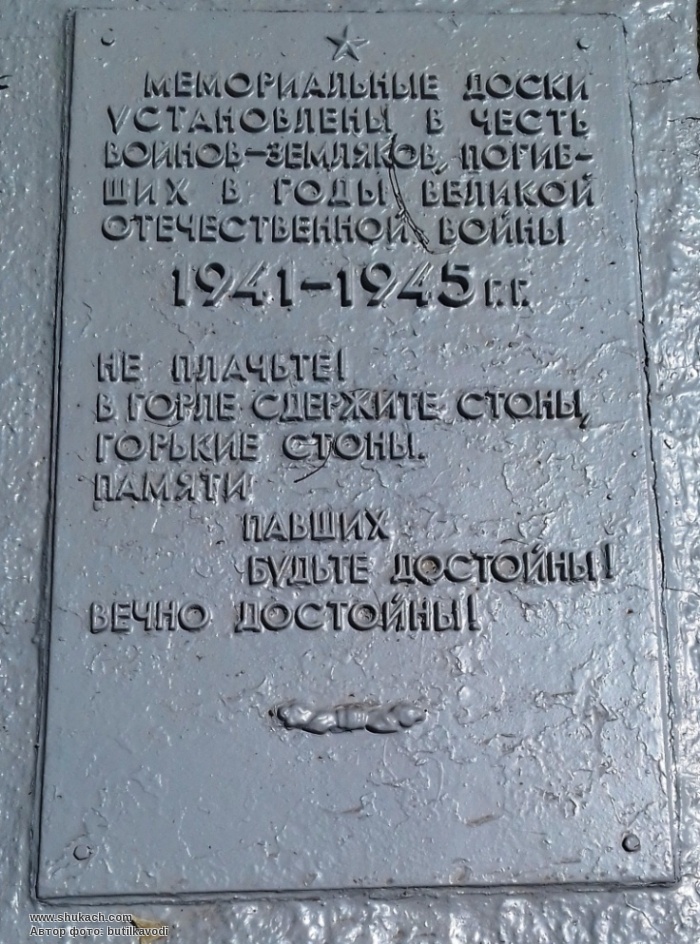 МЕМОРИАЛЬНЫЕ ДОСКИ
УСТАНОВЛЕНЫ В ЧЕСТЬ
ВОИНОВ-ЗЕМЛЯКОВ, ПОГИБ-
ШИХ В ГОДЫ ВЕЛИКОЙ
ОТЕЧЕСТВЕННОЙ ВОЙНЫ
1941-1945 г.г.
НЕ ПЛАЧЬТЕ!
В ГОРЛЕ СДЕРЖИТЕ СТОНЫ,
ГОРЬКИЕ СТОНЫ.
ПАМЯТИ
ПАВШИХ
БУДЬТЕ ДОСТОЙНЫ!
ВЕЧНО ДОСТОЙНЫ!
www.shukach.com
Автор фото: butilkavodi